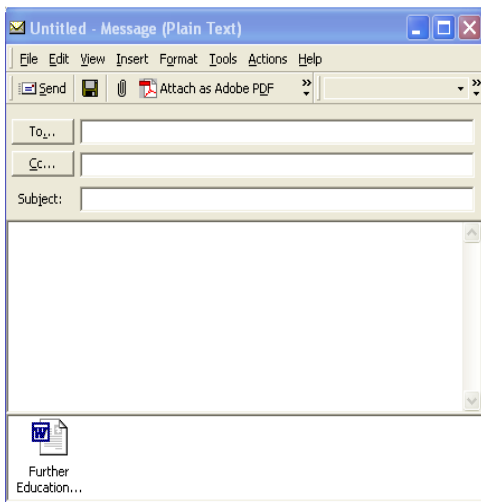 Untitled - Message (Plain Text)
File Edit View Insert Format Tools Actions Help
Send Attach as Adobe PDF
To...
Cc...
Subject:
Further
Education...